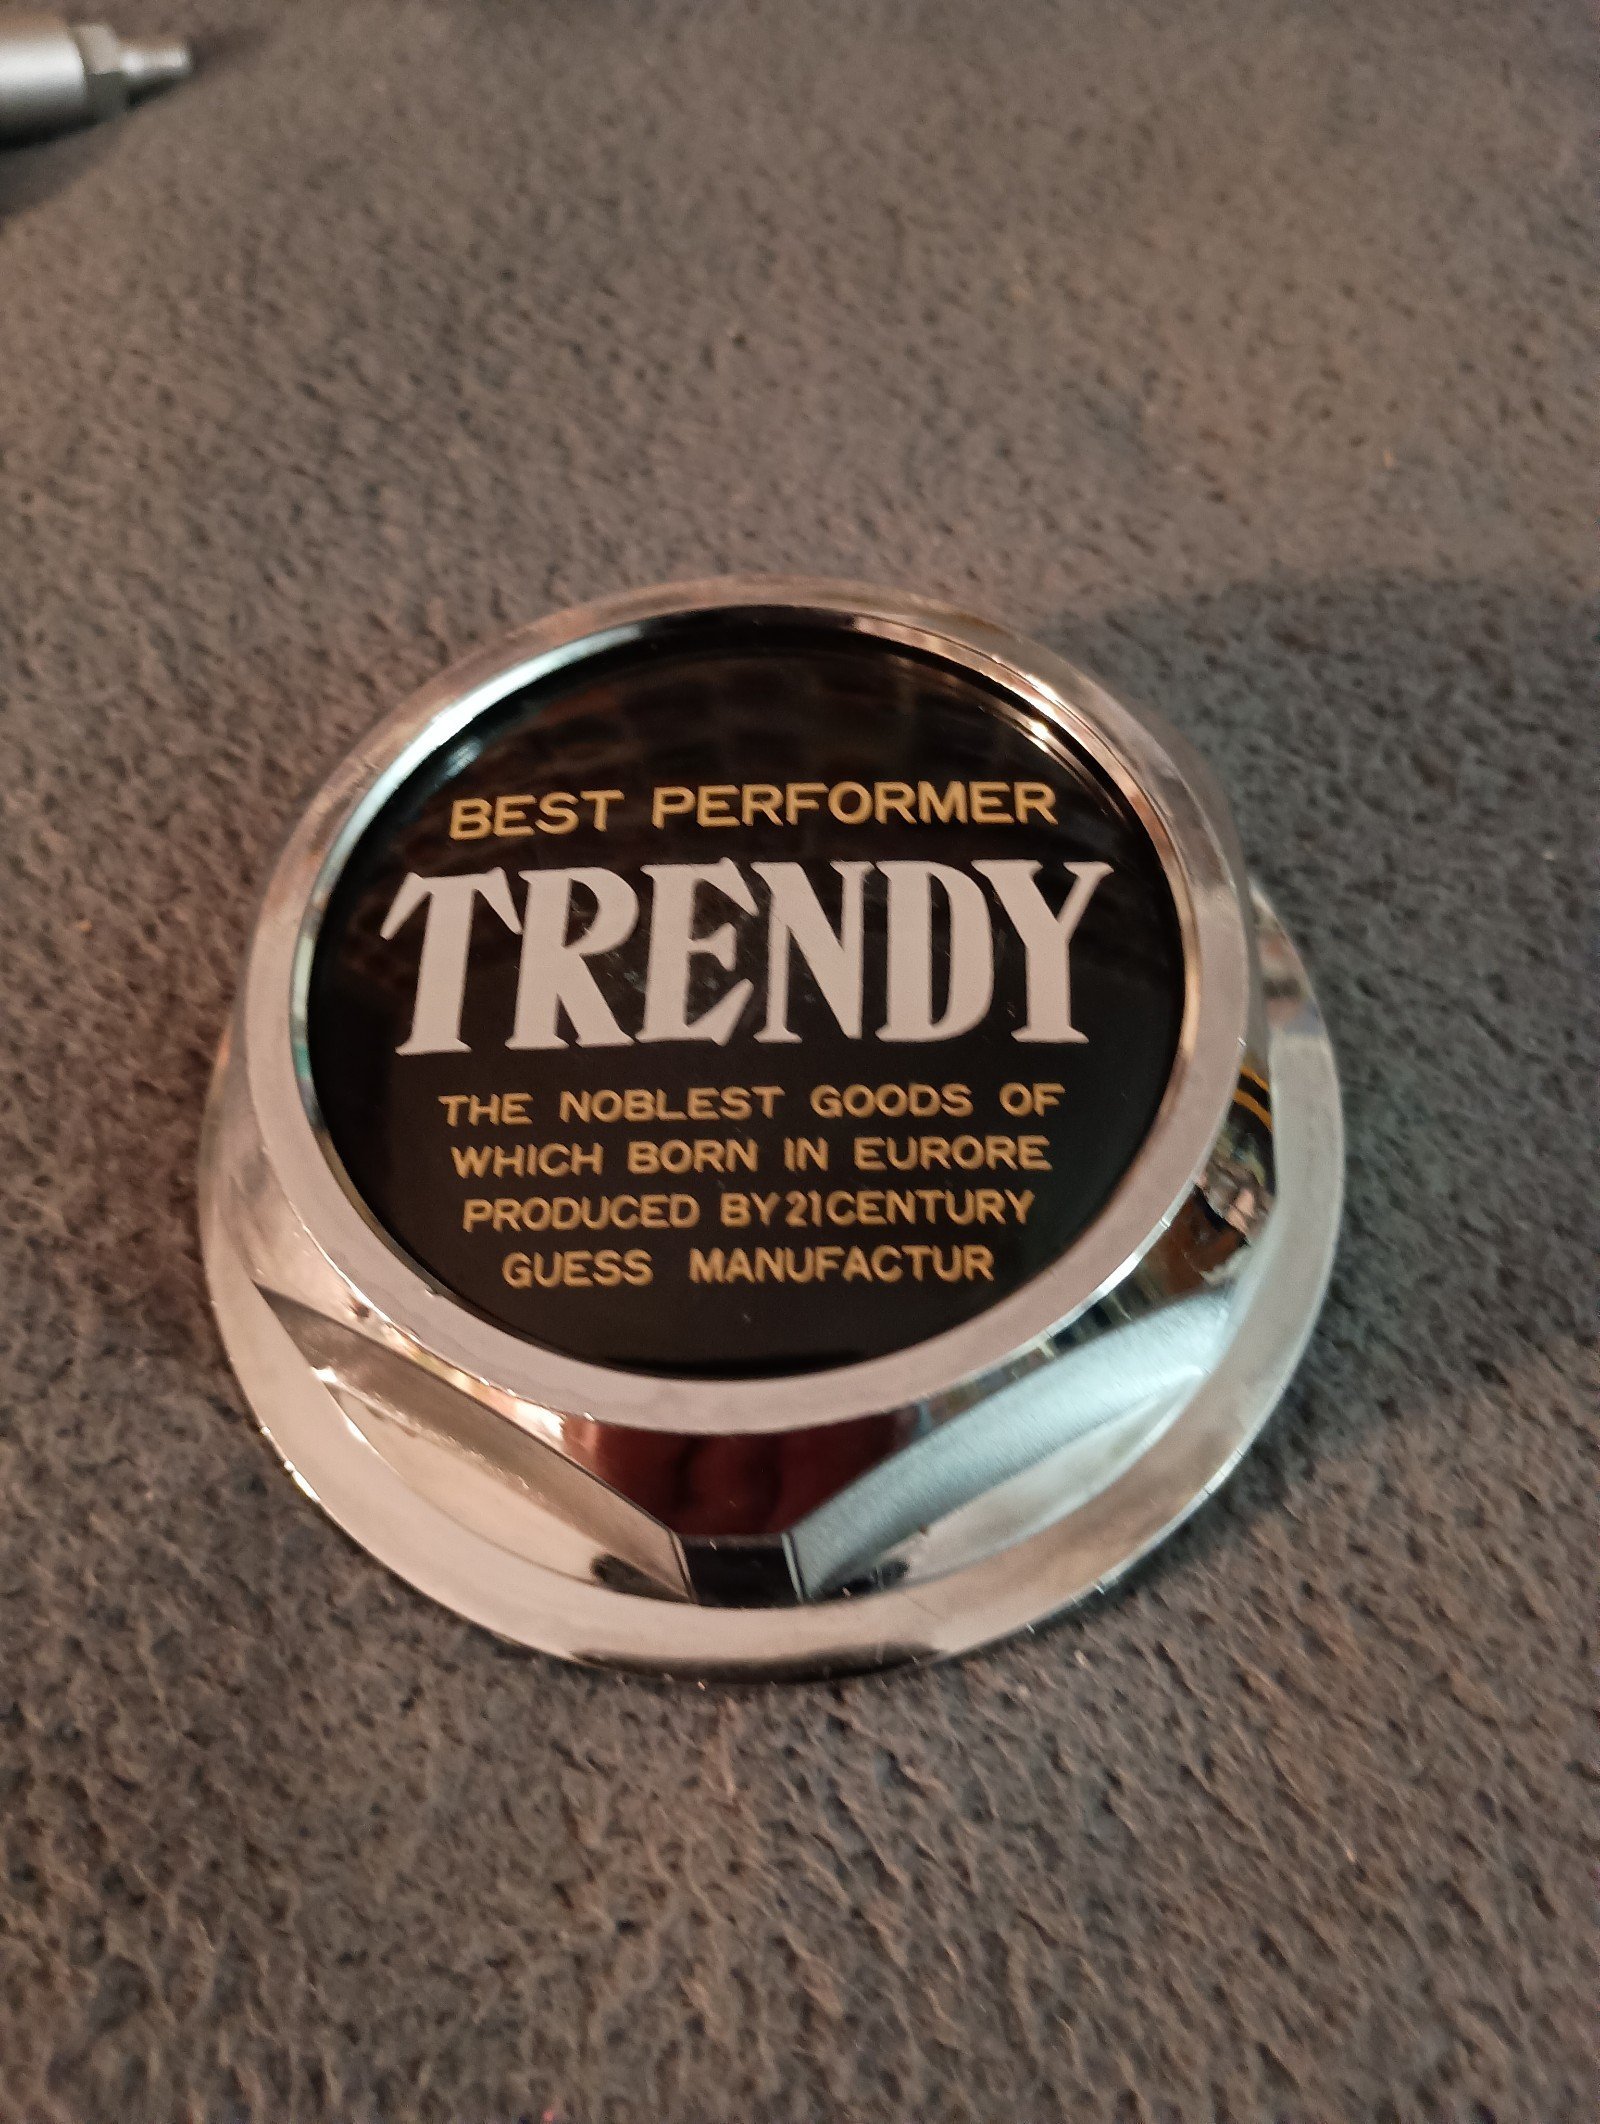 BEST PERFORMER
TRENDY
THE NOBLEST GOODS OF
WHICH BORN IN EURORE
PRODUCED BY 21CENTURY
GUESS MANUFACTUR